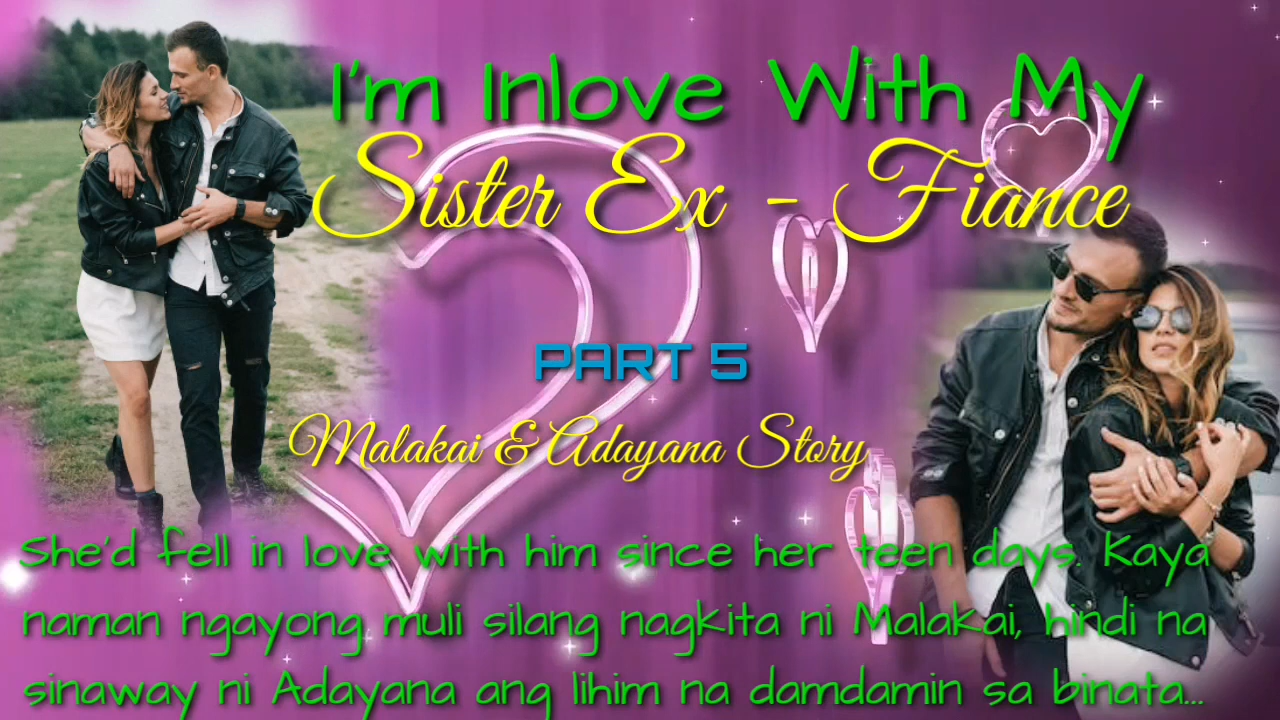 I'm Inlove With My
Sister Ex - Fiance
PART 5
Malakai & Adayana Story
She'd fell in love with him since her teen days. Kaya
naman ngayong muli silang nagkita ni Malakai, hindi na
sinaway ni Adayana ang lihim na damdamin sa binata...